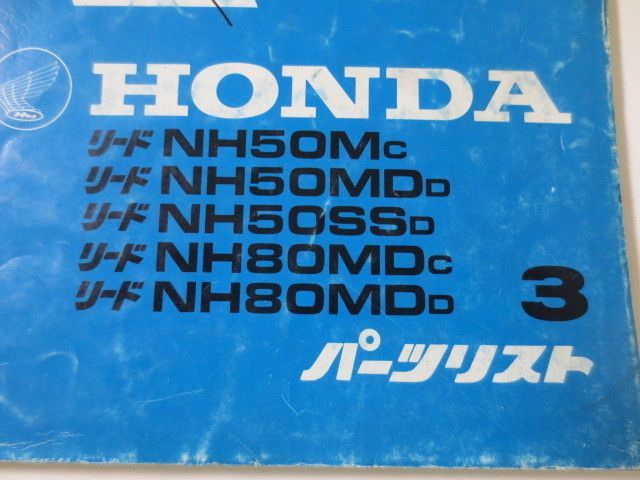 HONDA
リード NH50MC
リード NH50MDD
リード NH50SSD
リード NH80MDC
リード NH80MDD
3
パーツリスト